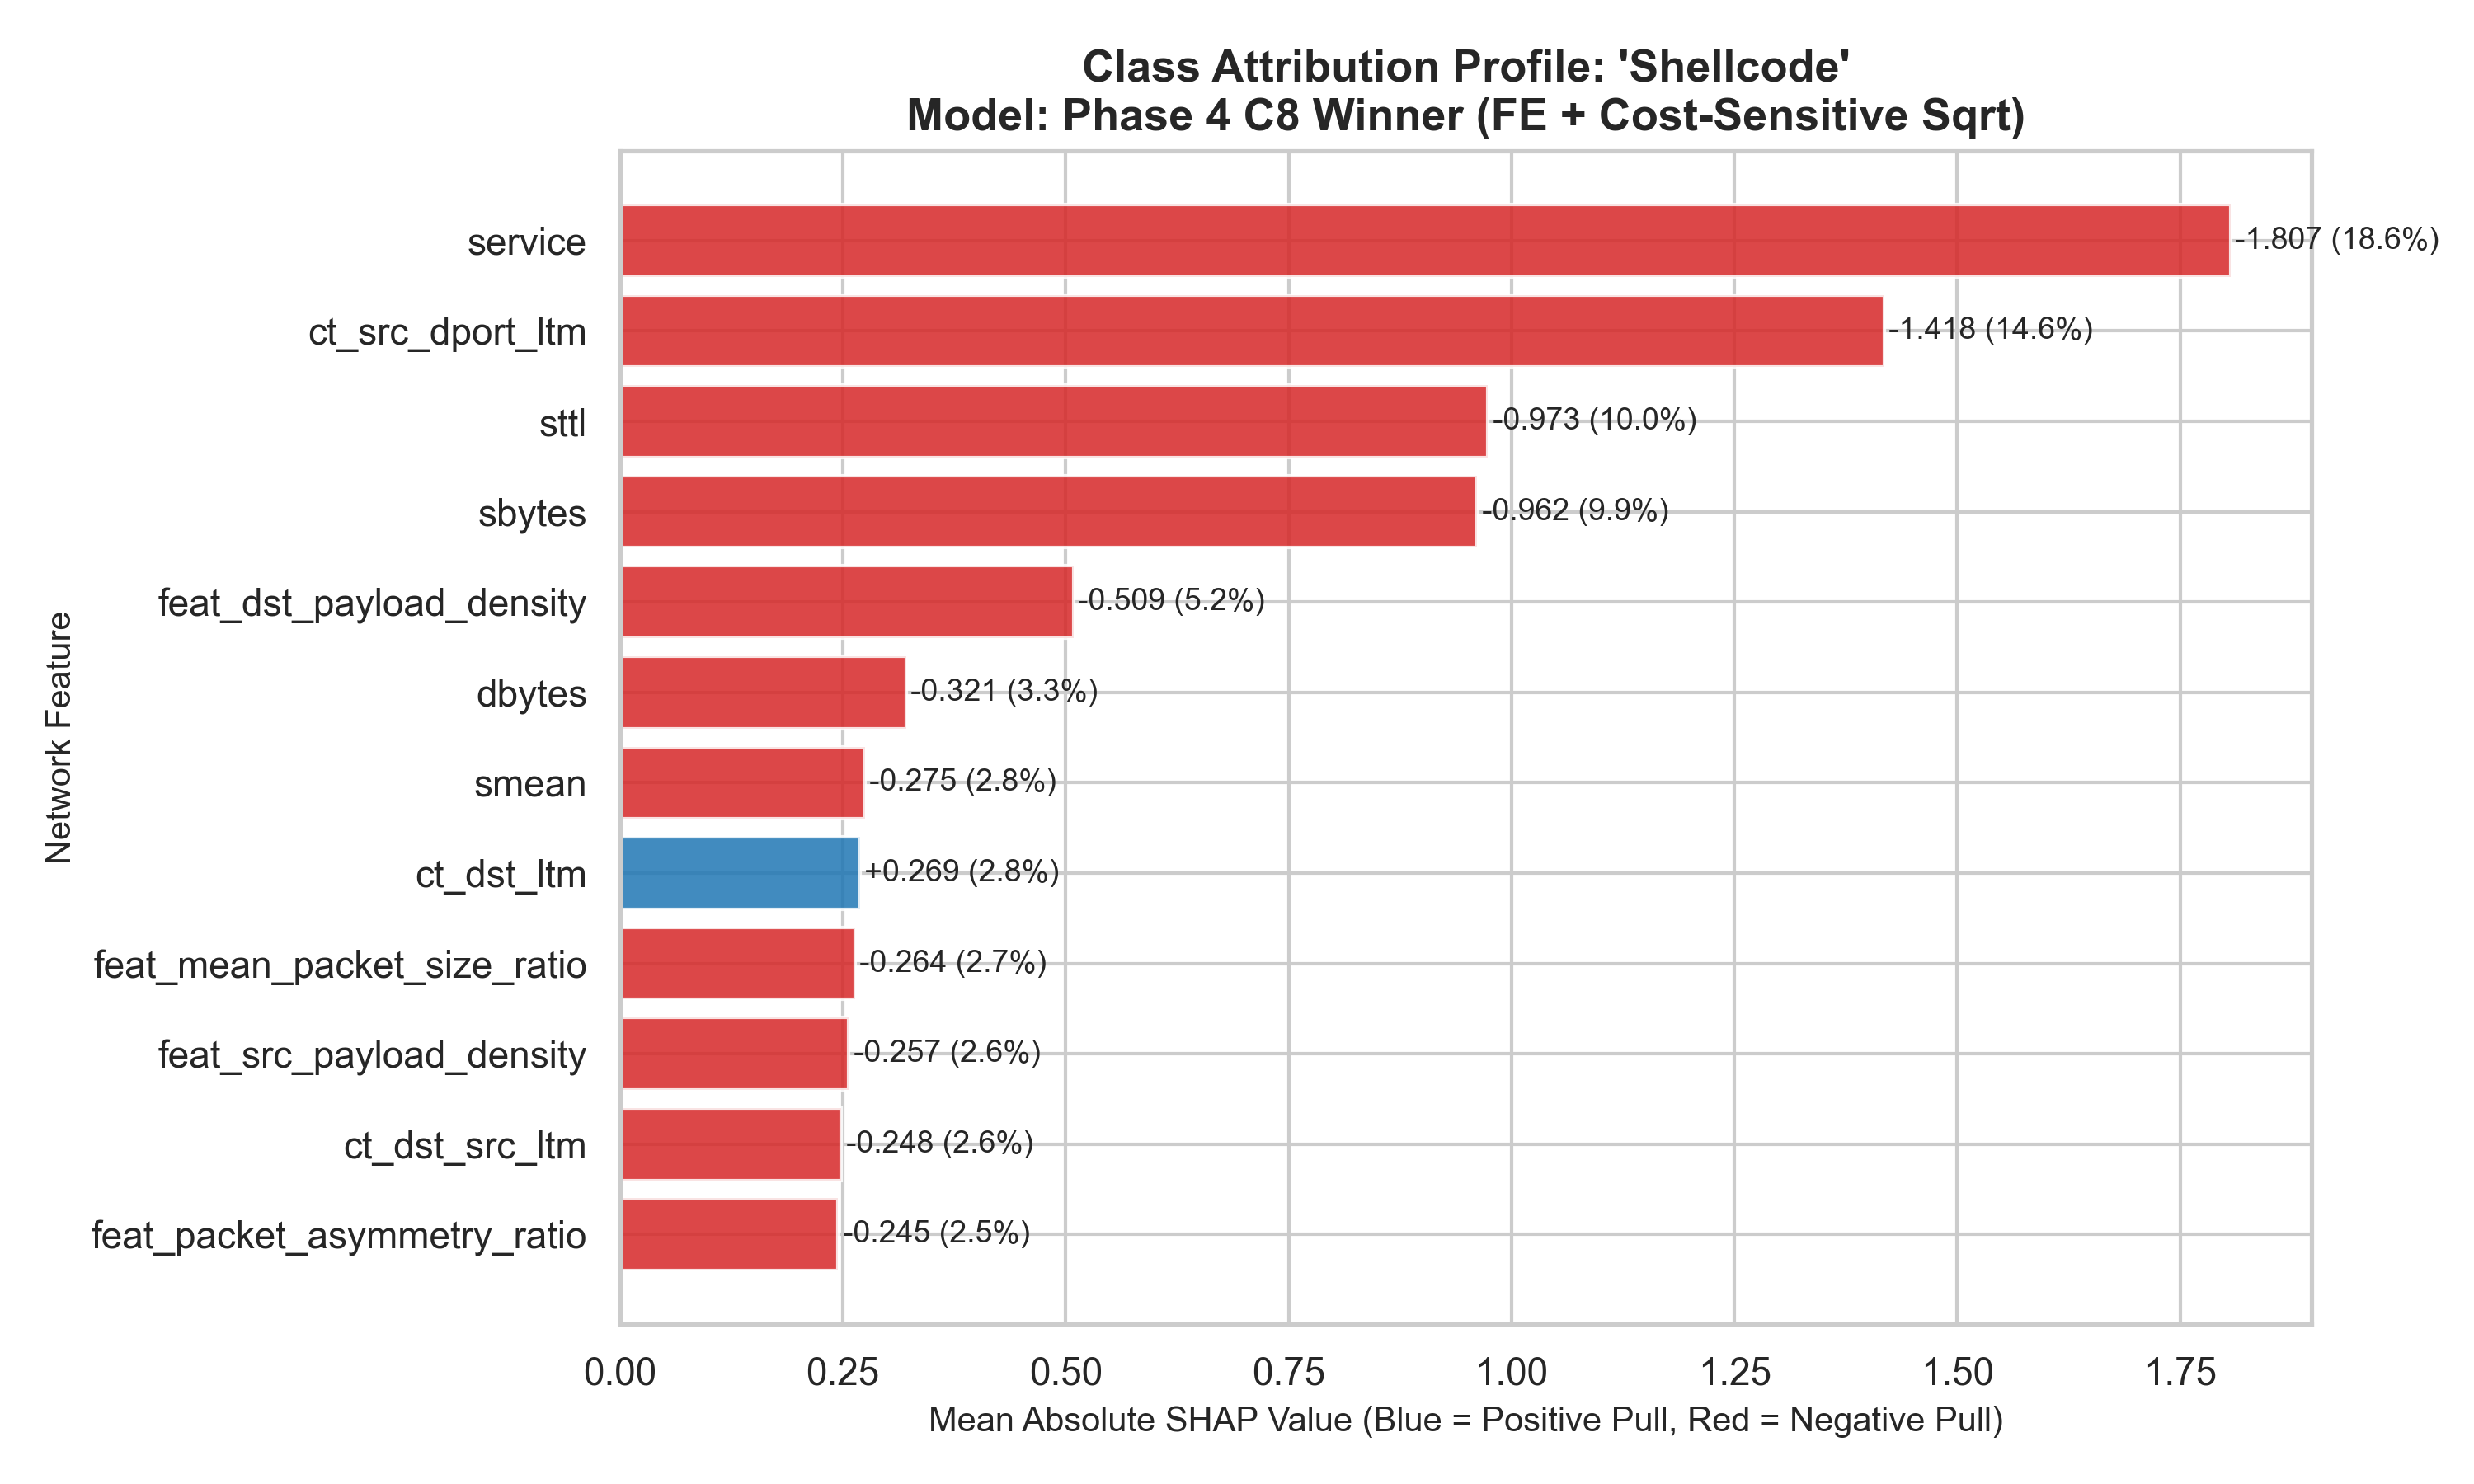 Class Attribution Profile: 'Shellcode'
Model: Phase 4 C8 Winner (FE + Cost-Sensitive Sqrt)
Network Feature
service -1.807 (18.6%)
ct_src_dport_ltm -1.418 (14.6%)
sttl -0.973 (10.0%)
sbytes -0.962 (9.9%)
feat_dst_payload_density -0.509 (5.2%)
dbytes -0.321 (3.3%)
smean -0.275 (2.8%)
ct_dst_ltm +0.269 (2.8%)
feat_mean_packet_size_ratio -0.264 (2.7%)
feat_src_payload_density -0.257 (2.6%)
ct_dst_src_ltm -0.248 (2.6%)
feat_packet_asymmetry_ratio -0.245 (2.5%)
0.00 0.25 0.50 0.75 1.00 1.25 1.50 1.75
Mean Absolute SHAP Value (Blue = Positive Pull, Red = Negative Pull)